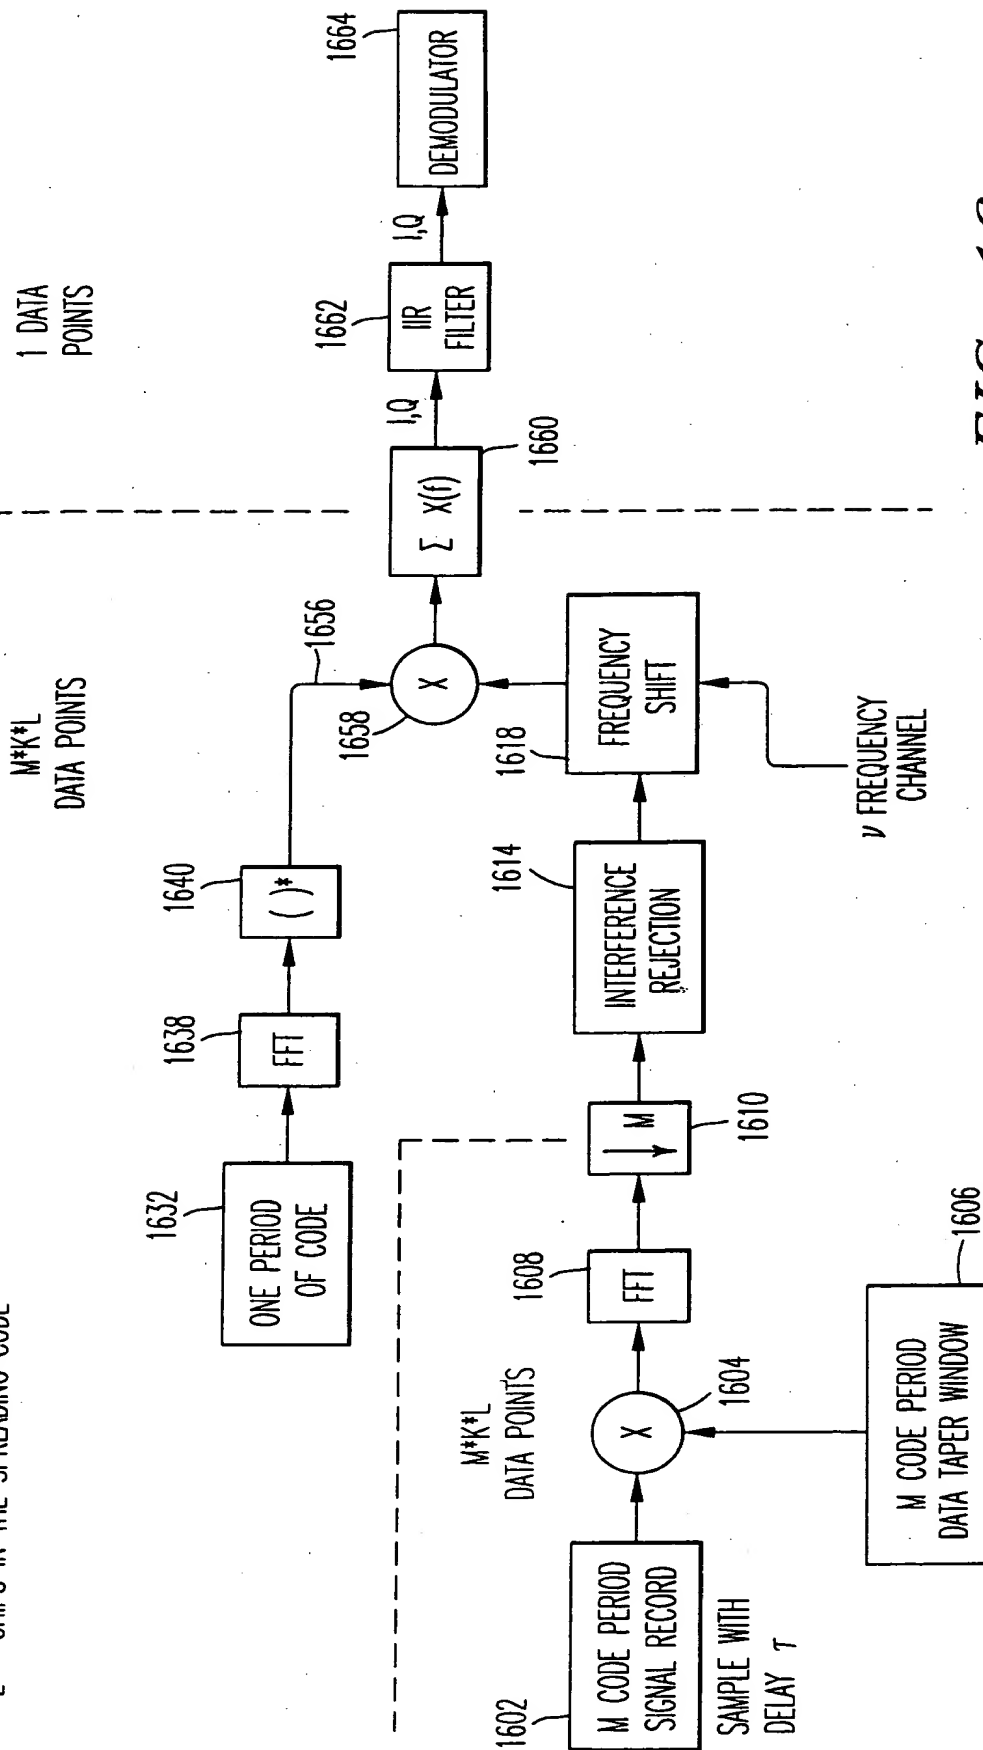 L - CHIPS IN THE SPREADING CODE
M*K*L
DATA POINTS
1 DATA
POINTS
1632
ONE PERIOD
OF CODE
1638
FFT
1640
( )*
1656
1658
X
1660
Σ X(f)
I,Q
1662
IIR
FILTER
I,Q
1664
DEMODULATOR
M*K*L
DATA POINTS
1602
M CODE PERIOD
SIGNAL RECORD
SAMPLE WITH
DELAY τ
X
1604
1606
M CODE PERIOD
DATA TAPER WINDOW
1608
FFT
M
1610
1614
INTERFERENCE
REJECTION
1618
FREQUENCY
SHIFT
ν FREQUENCY
CHANNEL